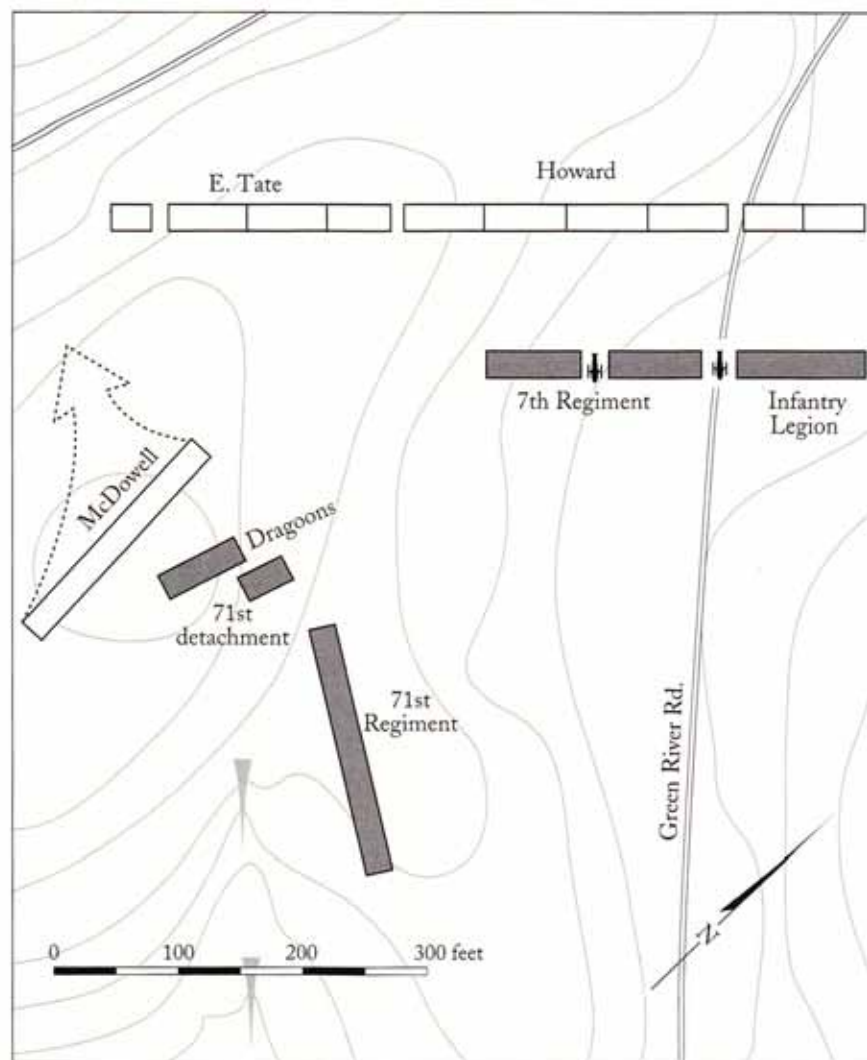 E. Tate
Howard
7th Regiment
Infantry
Legion
McDowell
Dragoons
71st
detachment
71st
Regiment
Green River Rd.
N
0 100 200 300 feet